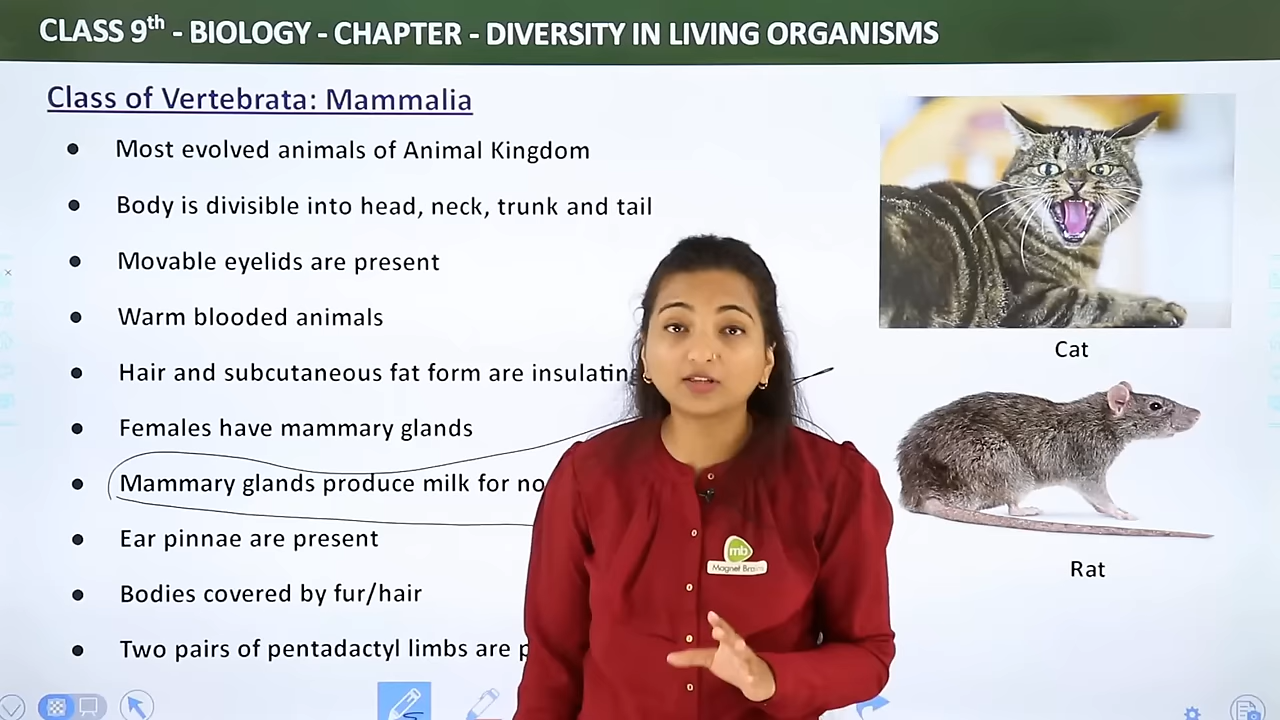 CLASS 9th - BIOLOGY - CHAPTER - DIVERSITY IN LIVING ORGANISMS
Class of Vertebrata: Mammalia
● Most evolved animals of Animal Kingdom
● Body is divisible into head, neck, trunk and tail
● Movable eyelids are present
● Warm blooded animals
● Hair and subcutaneous fat form are
● Females have mammary glands
● Mammary glands produce milk for
● Ear pinnae are present
● Bodies covered by fur/hair
● Two pairs of pentadactyl limbs are
Cat
Rat
mb
Magnet Brains